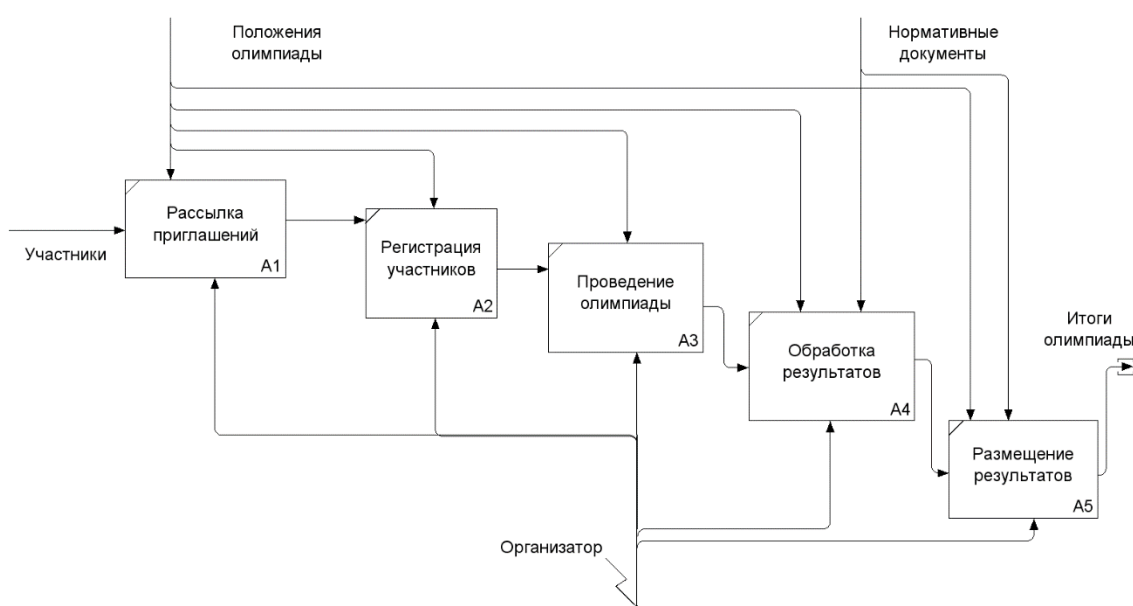 Положения
олимпиады
Нормативные
документы
Рассылка
приглашений
A1
Участники
Регистрация
участников
A2
Проведение
олимпиады
A3
Обработка
результатов
A4
Итоги
олимпиады
Размещение
результатов
A5
Организатор